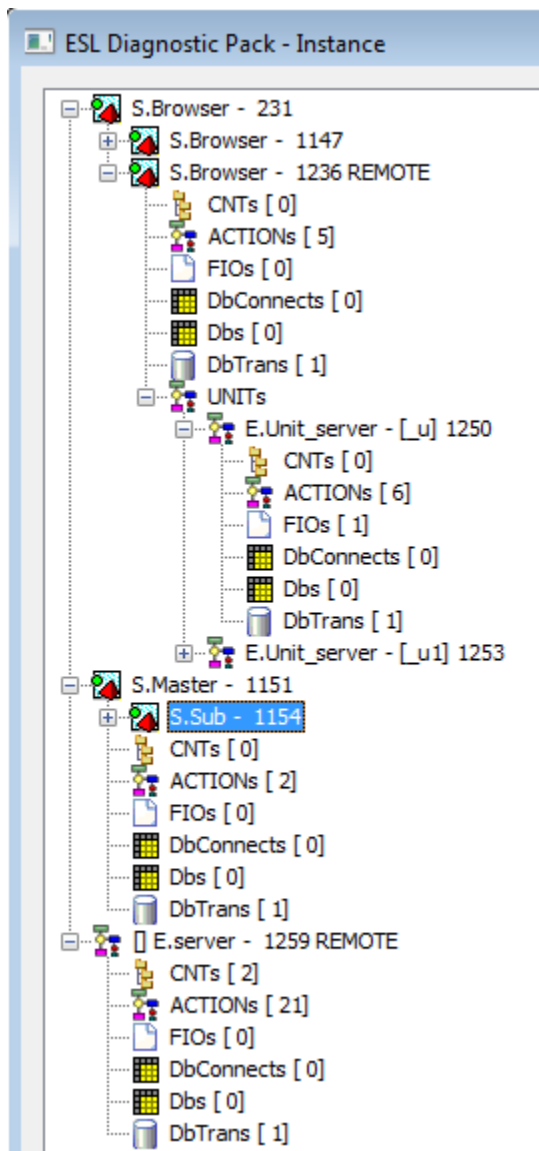 ESL Diagnostic Pack - Instance
S.Browser - 231
S.Browser - 1147
S.Browser - 1236 REMOTE
CNTs [ 0]
ACTIONs [ 5]
FIOs [ 0]
DbConnects [ 0]
Dbs [ 0]
DbTrans [ 1]
UNITs
E.Unit_server - [_u] 1250
CNTs [ 0]
ACTIONs [ 6]
FIOs [ 1]
DbConnects [ 0]
Dbs [ 0]
DbTrans [ 1]
E.Unit_server - [_u1] 1253
S.Master - 1151
S.Sub - 1154
CNTs [ 0]
ACTIONs [ 2]
FIOs [ 0]
DbConnects [ 0]
Dbs [ 0]
DbTrans [ 1]
[] E.server - 1259 REMOTE
CNTs [ 2]
ACTIONs [ 21]
FIOs [ 0]
DbConnects [ 0]
Dbs [ 0]
DbTrans [ 1]